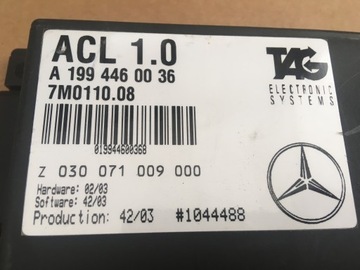 ACL 1.0
A 199 446 00 36
7M0110.08
TAG
ELECTRONIC
SYSTEMS
019944600368
Z 030 071 009 000
Hardware: 02/03
Software: 42/03
Production: 42/03 #1044488